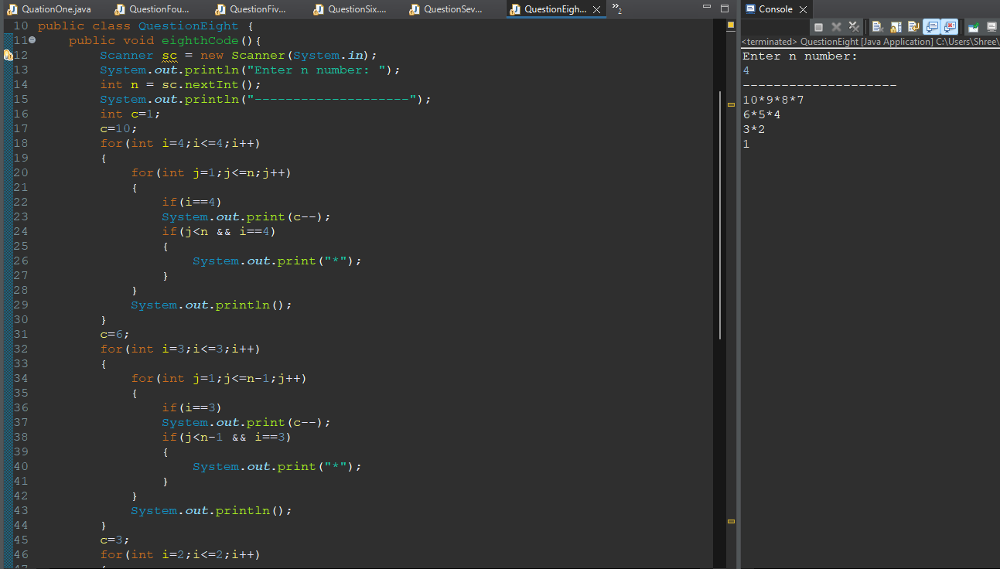 QuationOne.java QuestionFou... QuestionFiv... QuestionSix.... QuestionSev... QuestionEigh... »2
10 public class QuestionEight {
11 public void eighthCode(){
12 Scanner sc = new Scanner(System.in);
13 System.out.println("Enter n number: ");
14 int n = sc.nextInt();
15 System.out.println("--------------------");
16 int c=1;
17 c=10;
18 for(int i=4;i<=4;i++)
19 {
20 for(int j=1;j<=n;j++)
21 {
22 if(i==4)
23 System.out.print(c--);
24 if(j<n && i==4)
25 {
26 System.out.print("*");
27 }
28 }
29 System.out.println();
30 }
31 c=6;
32 for(int i=3;i<=3;i++)
33 {
34 for(int j=1;j<=n-1;j++)
35 {
36 if(i==3)
37 System.out.print(c--);
38 if(j<n-1 && i==3)
39 {
40 System.out.print("*");
41 }
42 }
43 System.out.println();
44 }
45 c=3;
46 for(int i=2;i<=2;i++)
47 {
Console
<terminated> QuestionEight [Java Application] C:\Users\Shree\
Enter n number:
4
--------------------
10*9*8*7
6*5*4
3*2
1